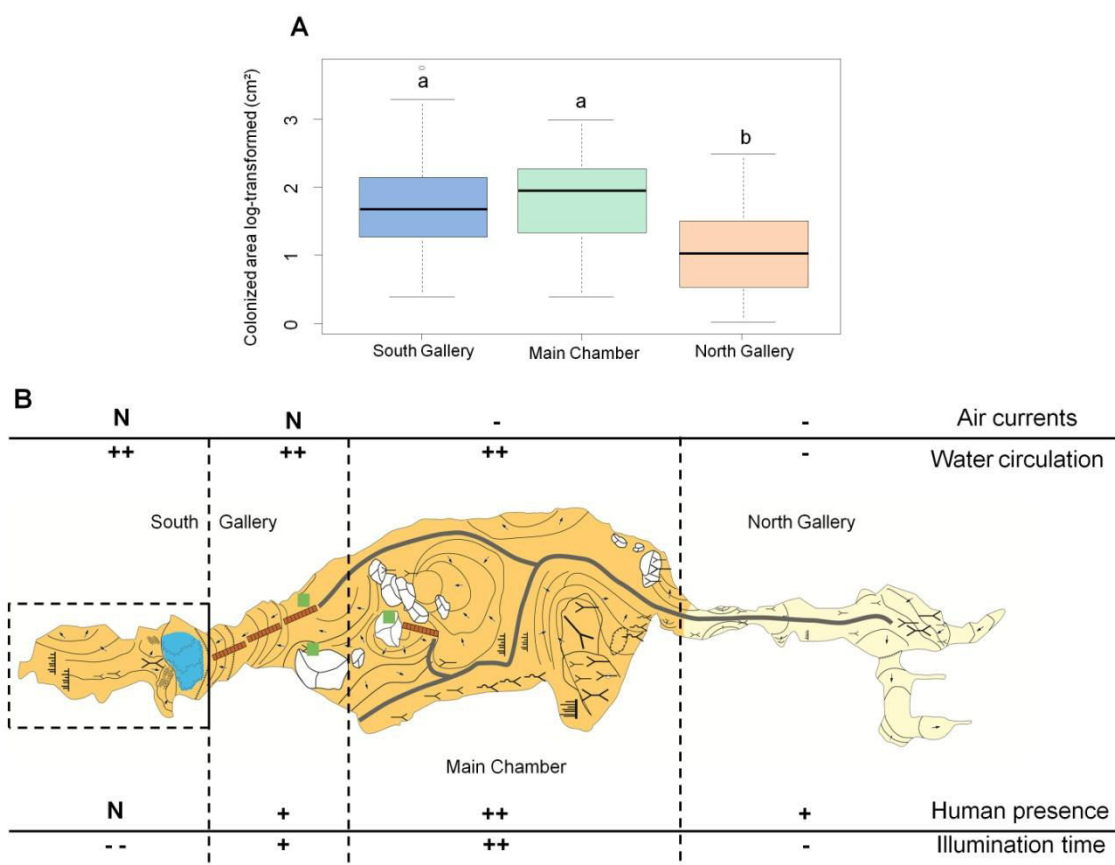 A
Colonized area log-transformed (cm²)
3
2
1
0
a
a
b
South Gallery
Main Chamber
North Gallery
B
N N - - Air currents
++ ++ ++ - Water circulation
South Gallery
North Gallery
Main Chamber
N + ++ + Human presence
-- + ++ - Illumination time